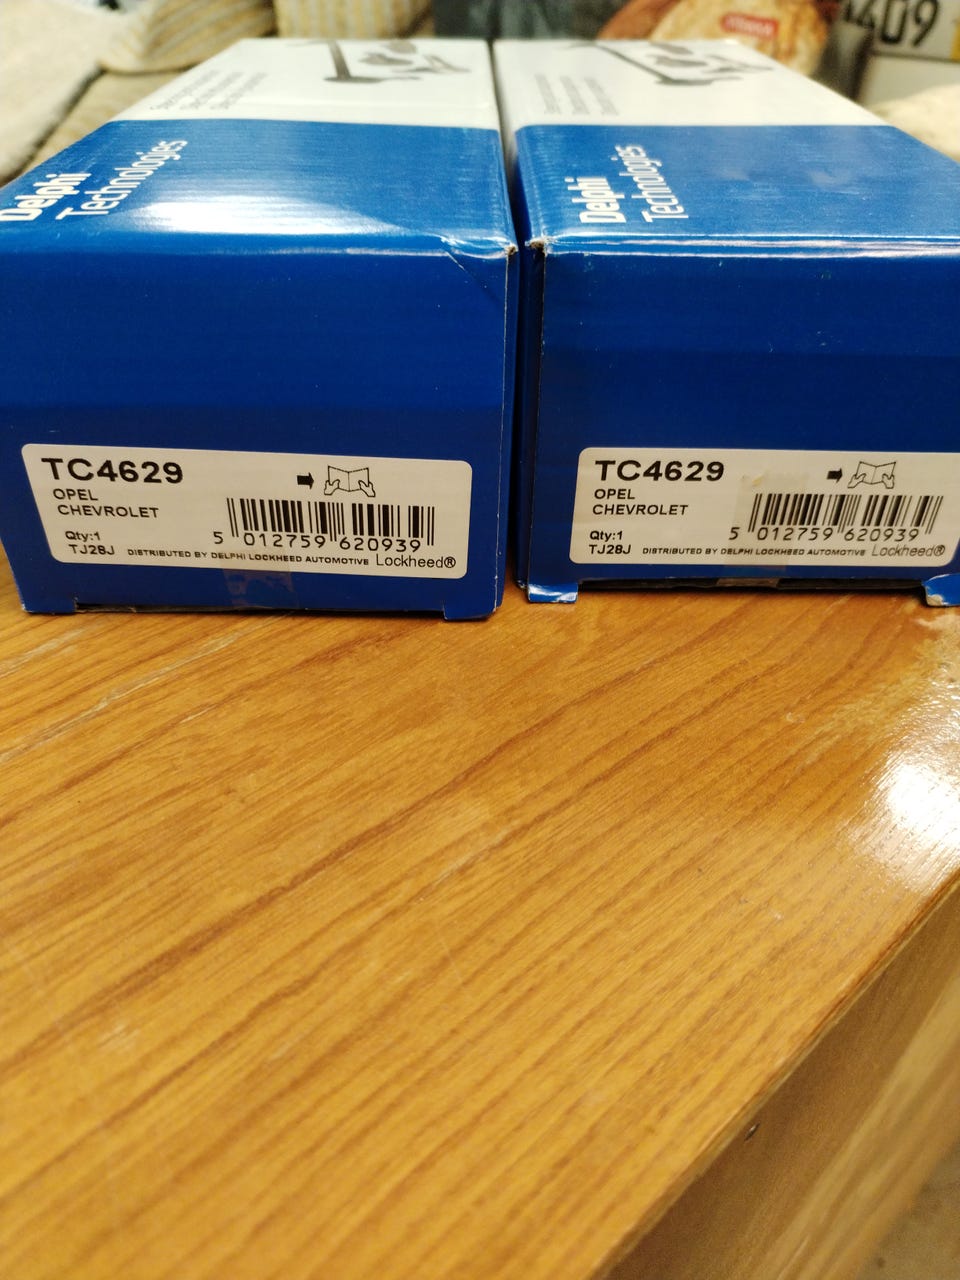 Delphi
Technologies
TC4629
OPEL
CHEVROLET
Qty:1
TJ28J
5 012759 620939
DISTRIBUTED BY DELPHI LOCKHEED AUTOMOTIVE Lockheed®
Delphi
Technologies
TC4629
OPEL
CHEVROLET
Qty:1
TJ28J
5 012759 620939
DISTRIBUTED BY DELPHI LOCKHEED AUTOMOTIVE Lockheed®